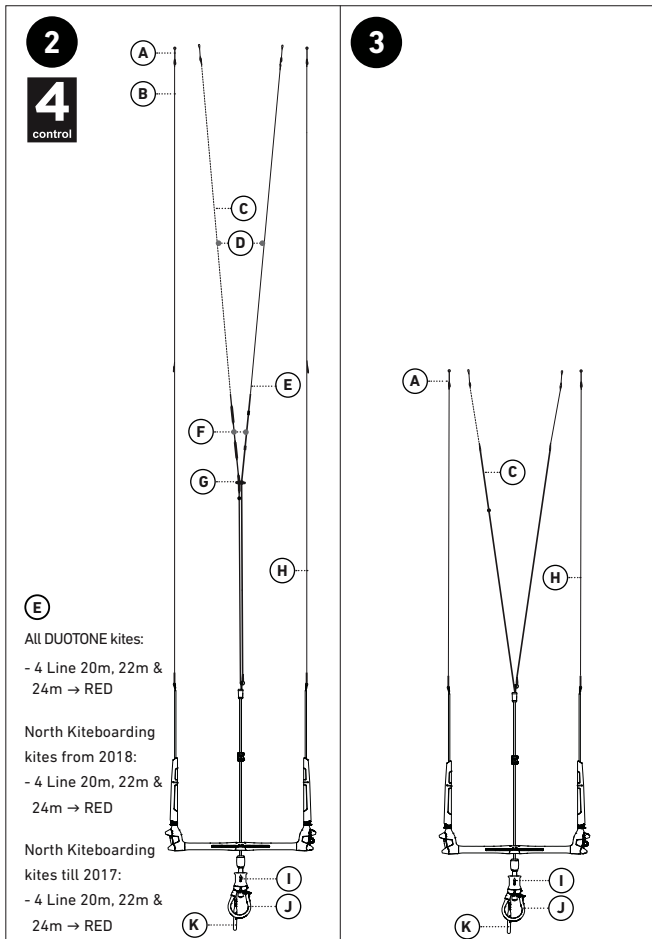 2
4
control
A
B
C
D
E
F
G
H
E
All DUOTONE kites:
- 4 Line 20m, 22m &
24m → RED
North Kiteboarding
kites from 2018:
- 4 Line 20m, 22m &
24m → RED
North Kiteboarding
kites till 2017:
- 4 Line 20m, 22m &
24m → RED
I
J
K
3
A
C
H
I
J
K